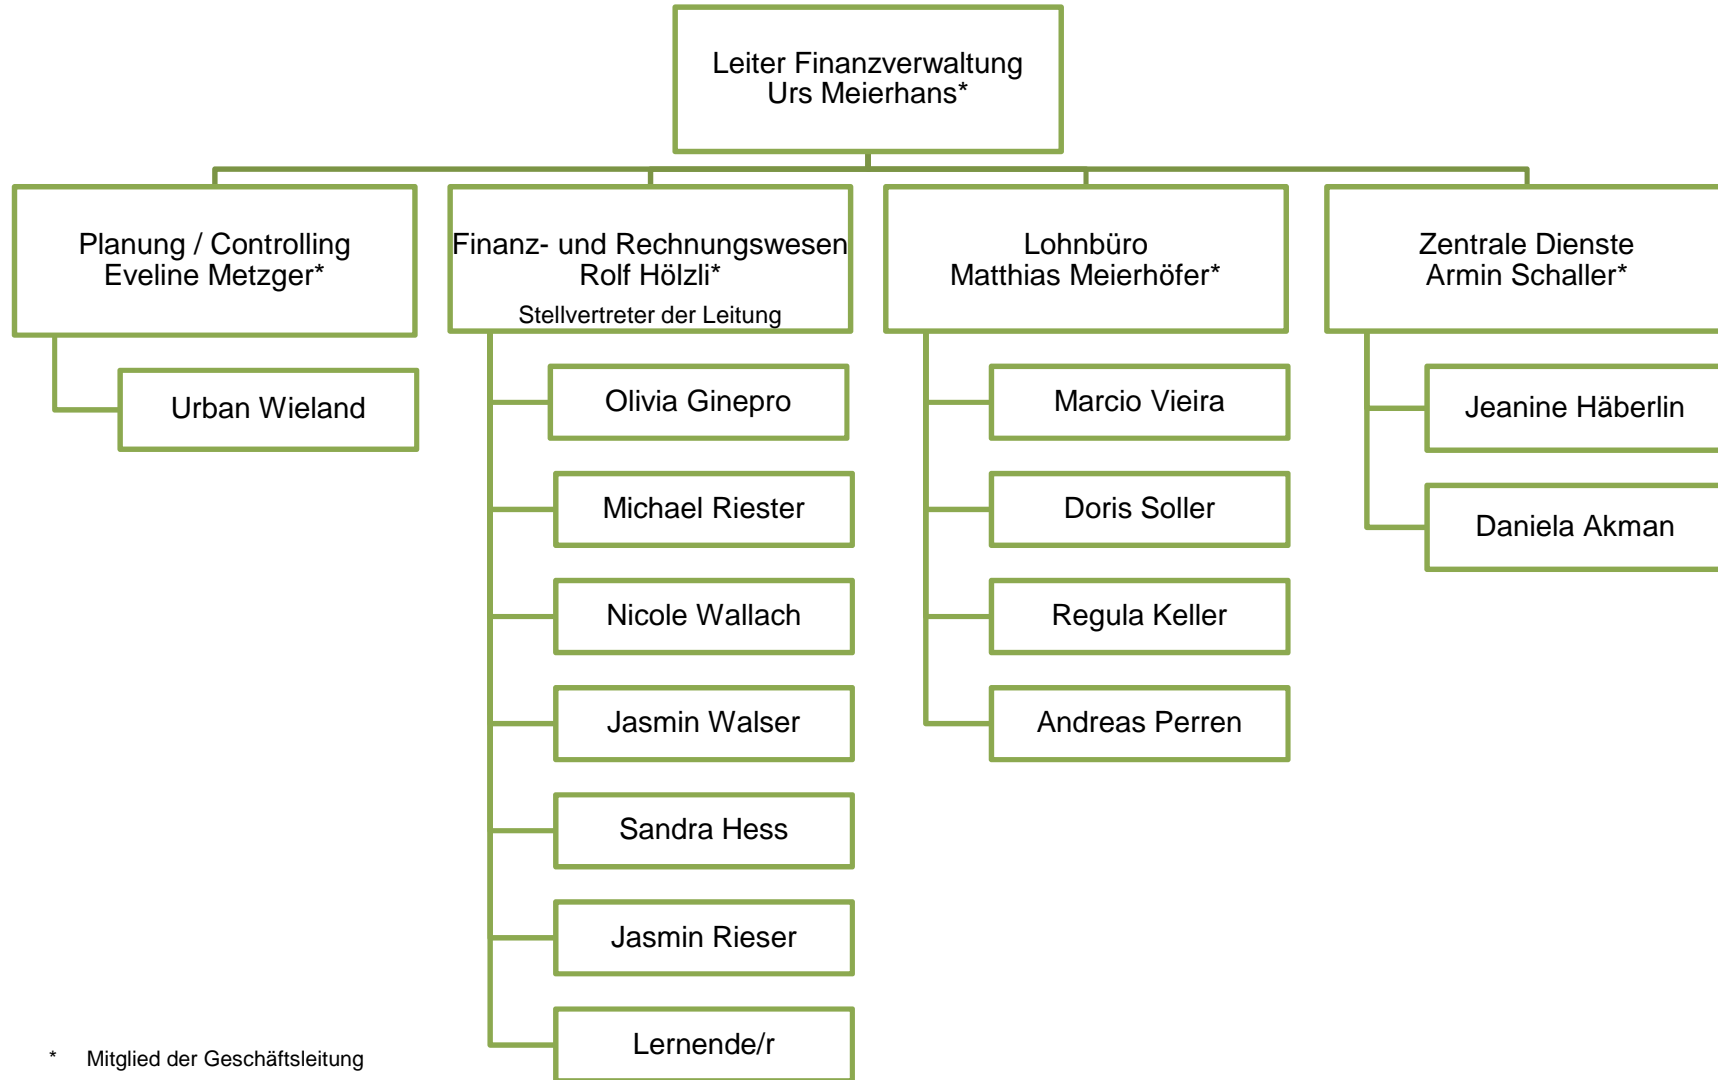 Leiter Finanzverwaltung
Urs Meierhans*
Planung / Controlling
Eveline Metzger*
Urban Wieland
Finanz- und Rechnungswesen
Rolf Hölzli*
Stellvertreter der Leitung
Olivia Ginepro
Michael Riester
Nicole Wallach
Jasmin Walser
Sandra Hess
Jasmin Rieser
Lernende/r
Lohnbüro
Matthias Meierhöfer*
Marcio Vieira
Doris Soller
Regula Keller
Andreas Perren
Zentrale Dienste
Armin Schaller*
Jeanine Häberlin
Daniela Akman
* Mitglied der Geschäftsleitung